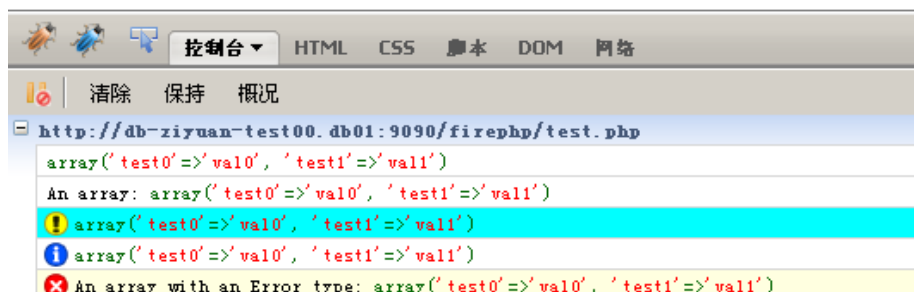 控制台 HTML CSS 脚本 DOM 网络
清除 保持 概况
http://db-ziyuan-test00.db01:9090/firephp/test.php
array('test0'=>'val0', 'test1'=>'val1')
An array: array('test0'=>'val0', 'test1'=>'val1')
array('test0'=>'val0', 'test1'=>'val1')
array('test0'=>'val0', 'test1'=>'val1')
An array with an Error type: array('test0'=>'val0', 'test1'=>'val1')